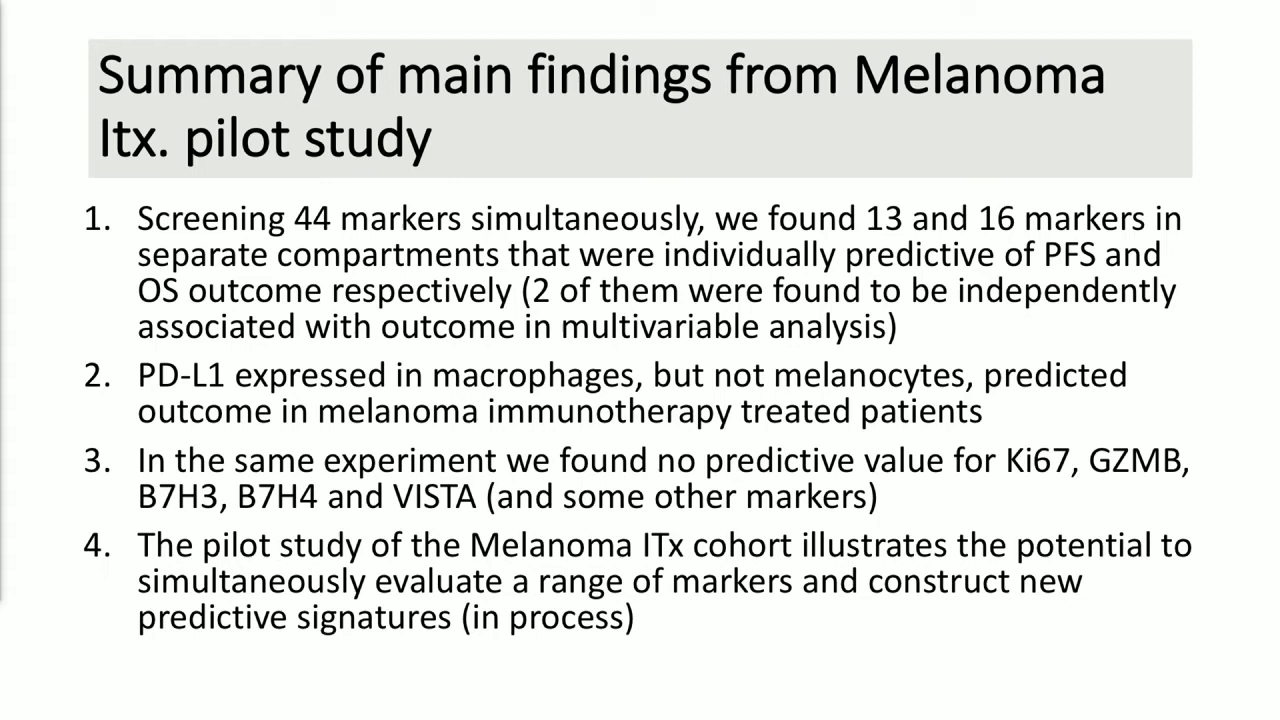 Summary of main findings from Melanoma
Itx. pilot study
1. Screening 44 markers simultaneously, we found 13 and 16 markers in
separate compartments that were individually predictive of PFS and
OS outcome respectively (2 of them were found to be independently
associated with outcome in multivariable analysis)
2. PD-L1 expressed in macrophages, but not melanocytes, predicted
outcome in melanoma immunotherapy treated patients
3. In the same experiment we found no predictive value for Ki67, GZMB,
B7H3, B7H4 and VISTA (and some other markers)
4. The pilot study of the Melanoma ITx cohort illustrates the potential to
simultaneously evaluate a range of markers and construct new
predictive signatures (in process)